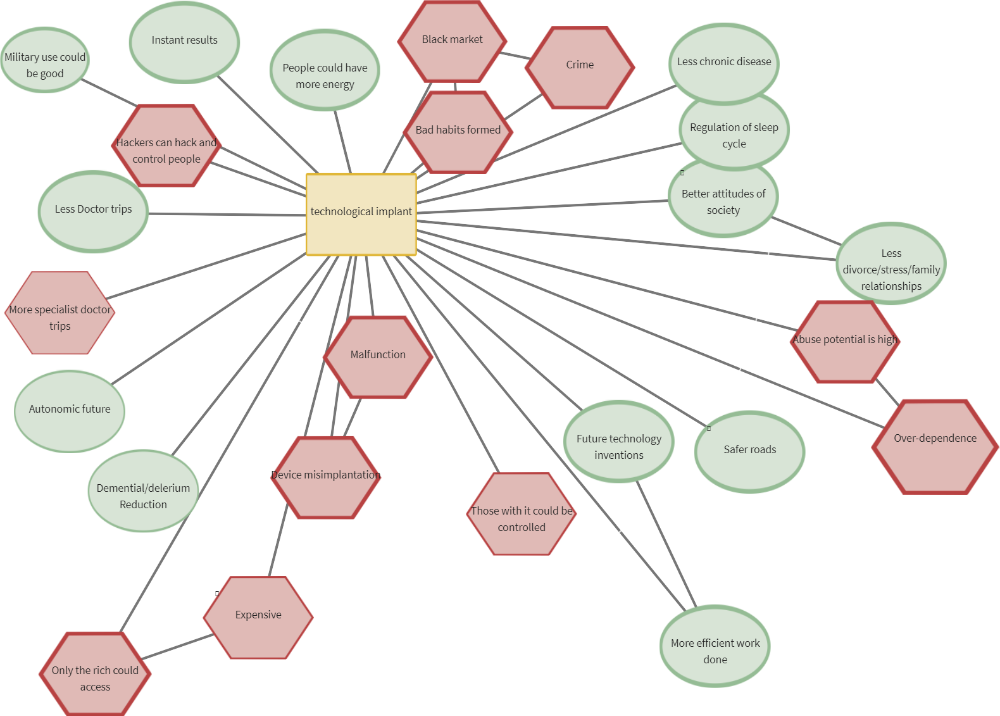 Military use could
be good
Instant results
People could have
more energy
Black market
Crime
Less chronic disease
Hackers can hack and
control people
Bad habits formed
Regulation of sleep
cycle
Less Doctor trips
technological implant
Better attitudes of
society
Less
divorce/stress/family
relationships
More specialist doctor
trips
Malfunction
Abuse potential is high
Autonomic future
Future technology
inventions
Safer roads
Over-dependence
Demential/delerium
Reduction
Device misimplantation
Those with it could be
controlled
Expensive
More efficient work
done
Only the rich could
access